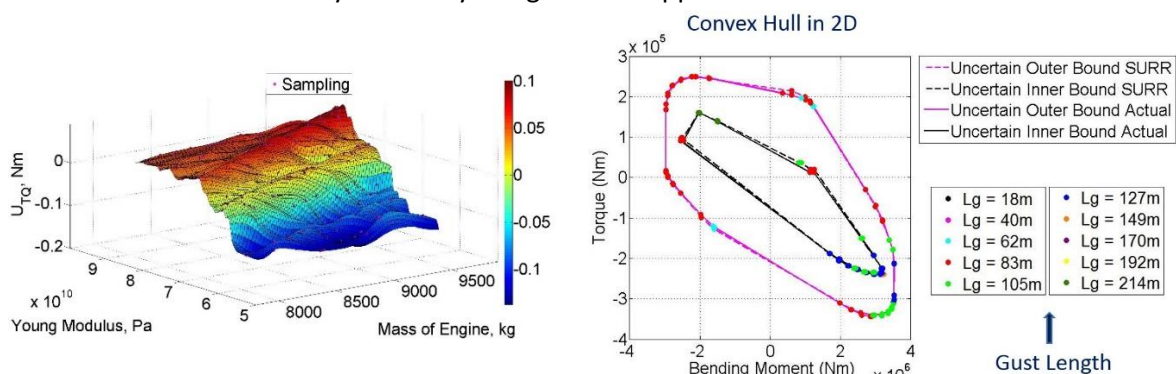 Convex Hull in 2D
Sampling
U_TQ, Nm
0
-0.1
-0.2
9
8
7
6
5
x 10^10
Young Modulus, Pa
8000
8500
9000
9500
Mass of Engine, kg
0.1
0.05
0
-0.05
-0.1
3 x 10^5
2
1
0
-1
-2
-3
-4
Torque (Nm)
-4
-2
0
2
4
Bending Moment (Nm)
x 10^6
Uncertain Outer Bound SURR
Uncertain Inner Bound SURR
Uncertain Outer Bound Actual
Uncertain Inner Bound Actual
Lg = 18m
Lg = 40m
Lg = 62m
Lg = 83m
Lg = 105m
Lg = 127m
Lg = 149m
Lg = 170m
Lg = 192m
Lg = 214m
Gust Length